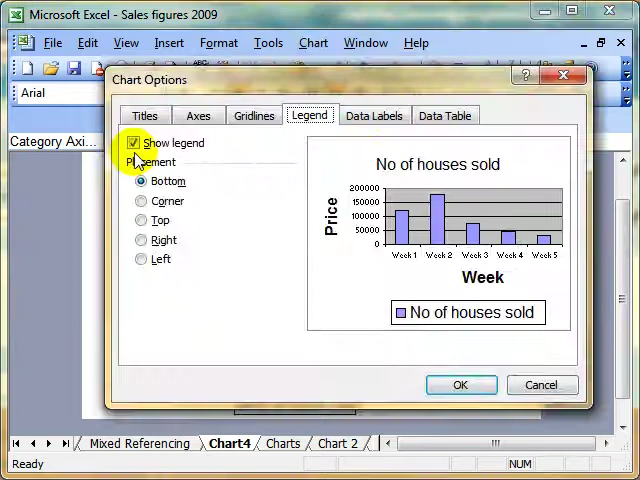 Microsoft Excel - Sales figures 2009
File Edit View Insert Format Tools Chart Window Help
Arial
Chart Options
Titles Axes Gridlines Legend Data Labels Data Table
Category Axi...
Show legend
Placement
Bottom
Corner
Top
Right
Left
No of houses sold
Price
200000
150000
100000
50000
0
Week 1 Week 2 Week 3 Week 4 Week 5
Week
No of houses sold
OK Cancel
Mixed Referencing Chart4 Charts Chart 2
Ready NUM